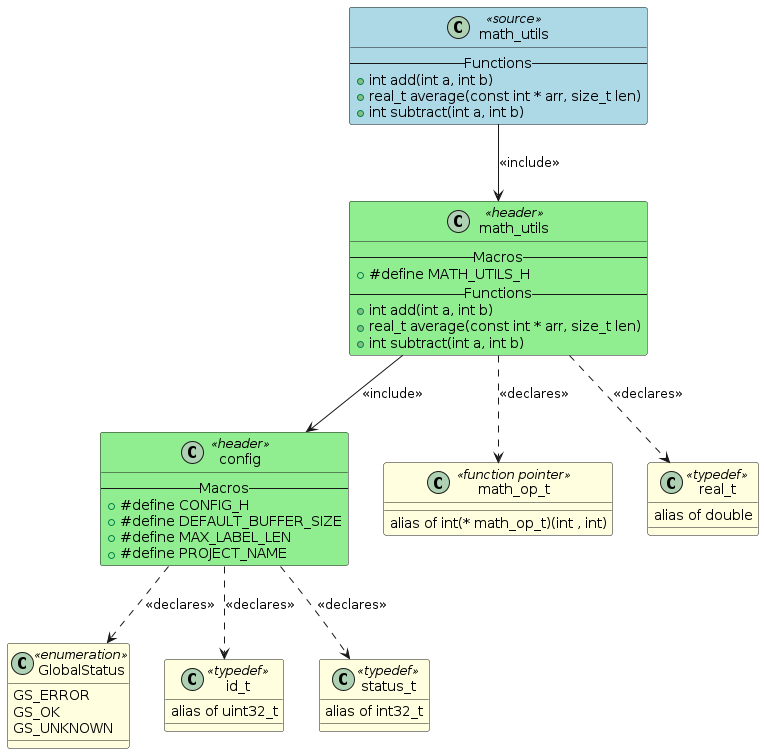 C «source»
math_utils
Functions
int add(int a, int b)
real_t average(const int * arr, size_t len)
int subtract(int a, int b)
«include»
C «header»
math_utils
Macros
#define MATH_UTILS_H
Functions
int add(int a, int b)
real_t average(const int * arr, size_t len)
int subtract(int a, int b)
«include»
«declares»
«declares»
C «header»
config
Macros
#define CONFIG_H
#define DEFAULT_BUFFER_SIZE
#define MAX_LABEL_LEN
#define PROJECT_NAME
C «function pointer»
math_op_t
alias of int(* math_op_t)(int , int)
C «typedef»
real_t
alias of double
«declares»
«declares»
«declares»
C «enumeration»
GlobalStatus
GS_ERROR
GS_OK
GS_UNKNOWN
C «typedef»
id_t
alias of uint32_t
C «typedef»
status_t
alias of int32_t